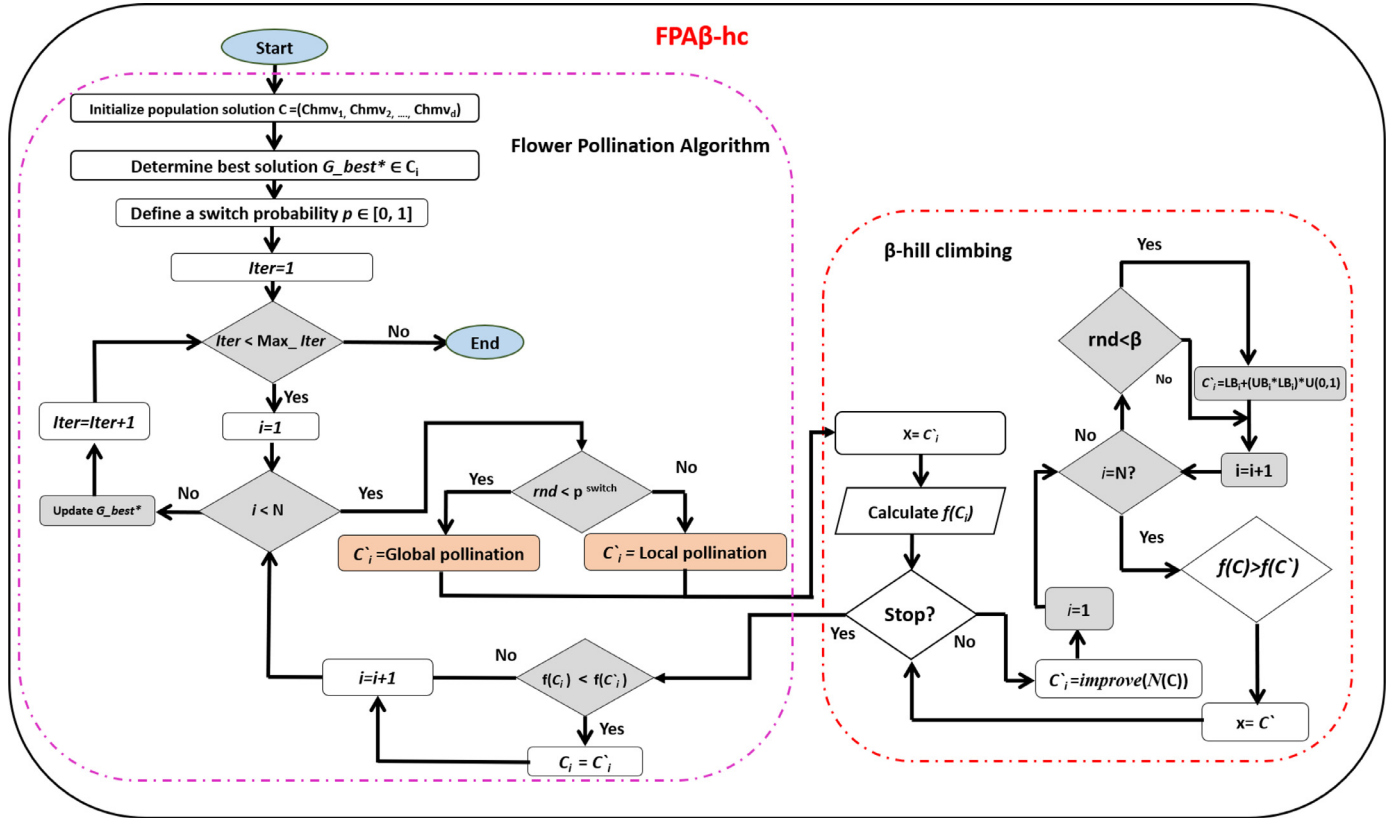 FPAβ-hc
Start
Initialize population solution C =(Chmv1, Chmv2, ...., Chmvd)
Flower Pollination Algorithm
Determine best solution G_best* ∈ Ci
Define a switch probability p ∈ [0, 1]
Iter=1
Iter < Max_ Iter
No
End
Yes
i=1
Iter=Iter+1
Update G_best*
No
i < N
Yes
rnd < p switch
Yes
No
C`i =Global pollination
C`i = Local pollination
f(Ci) < f(C`i)
No
i=i+1
Yes
Ci = C`i
β-hill climbing
X= C`i
Calculate f(Ci)
Stop?
Yes
No
C`i=improve(N(C))
i=1
i=N?
No
rnd<β
Yes
No
C`i=LBi+(UBi*LBi)*U(0,1)
i=i+1
Yes
f(C)>f(C`)
x= C`